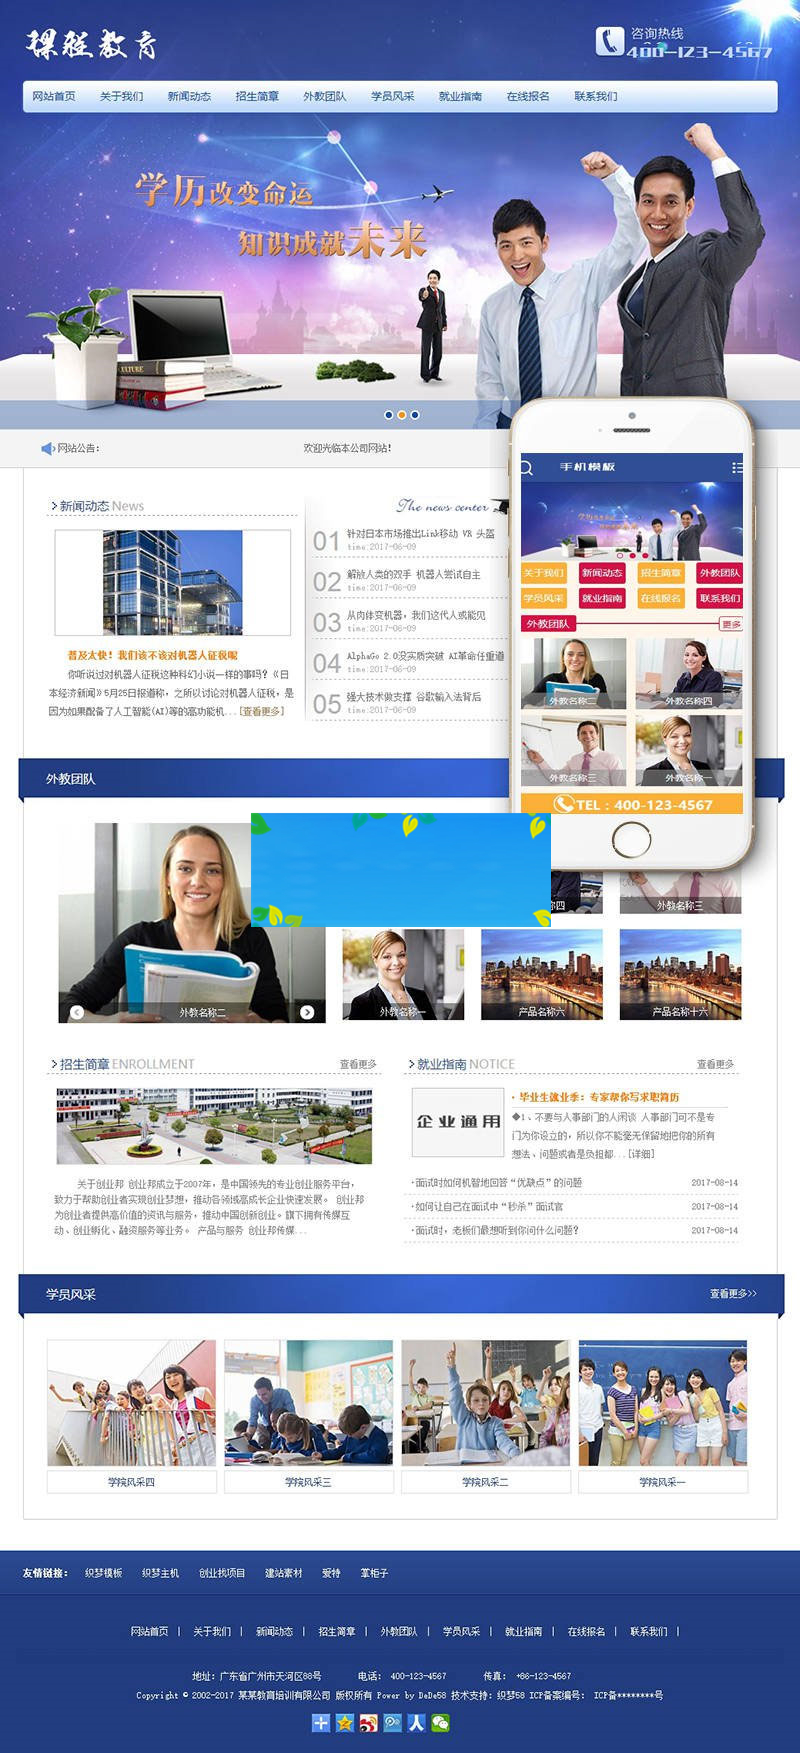 课程教育
咨询热线
400-123-4567
网站首页 关于我们 新闻动态 招生简章 外教团队 学员风采 就业指南 在线报名 联系我们
学历改变命运
知识成就未来
CULTURE
网站公告：
欢迎光临本公司网站！
手机模板
关于我们 新闻动态 招生简章 外教团队
学员风采 就业指南 在线报名 联系我们
外教团队 更多
外教名称二 外教名称四
外教名称三 外教名称一
TEL：400-123-4567
新闻动态 News
普及太快！我们该不该对机器人征税呢
你听说过对机器人征税这种科幻小说一样的事吗？《日
本经济新闻》5月25日报道称，之所以讨论对机器人征税，是
因为如果配备了人工智能(AI)等的高功能机...[查看更多]
The news center
01 针对日本市场推出Link移动 VR 头盔
time:2017-06-09
02 解放人类的双手 机器人尝试自主
time:2017-06-09
03 从肉体变机器，我们这代人或能见
time:2017-06-09
04 AlphaGo 2.0没实质突破 AI革命任重道
time:2017-06-09
05 强大技术做支撑 谷歌输入法背后
time:2017-06-09
外教团队
外教名称二
称四
外教名称三
外教名称一
产品名称六
产品名称十六
招生简章 ENROLLMENT 查看更多
关于创业邦 创业邦成立于2007年，是中国领先的专业创业服务平台，
致力于帮助创业者实现创业梦想，推动各领域高成长企业快速发展。 创业邦
为创业者提供高价值的资讯与服务，推动中国创新创业。旗下拥有传媒互
动、创业孵化、融资服务等业务。 产品与服务 创业邦传媒...
就业指南 NOTICE 查看更多
企业通用
· 毕业生就业季：专家帮你写求职简历
◆1、不要与人事部门的人闲谈 人事部门可不是专
门为你设立的，所以你不能毫无保留地把你的所有
想法、问题或者是负担都...[详细]
·面试时如何机智地回答“优缺点”的问题 2017-08-14
·如何让自己在面试中“秒杀”面试官 2017-08-14
·面试时，老板们最想听到你问什么问题？ 2017-08-14
学员风采 查看更多>>
学院风采四 学院风采三 学院风采二 学院风采一
友情链接： 织梦模板 织梦主机 创业找项目 建站素材 爱特 掌柜子
网站首页 | 关于我们 | 新闻动态 | 招生简章 | 外教团队 | 学员风采 | 就业指南 | 在线报名 | 联系我们 |
地址：广东省广州市天河区88号 电话： 400-123-4567 传真： +86-123-4567
Copyright © 2002-2017 某某教育培训有限公司 版权所有 Power by DeDe58 技术支持：织梦58 ICP备案编号： ICP备********号